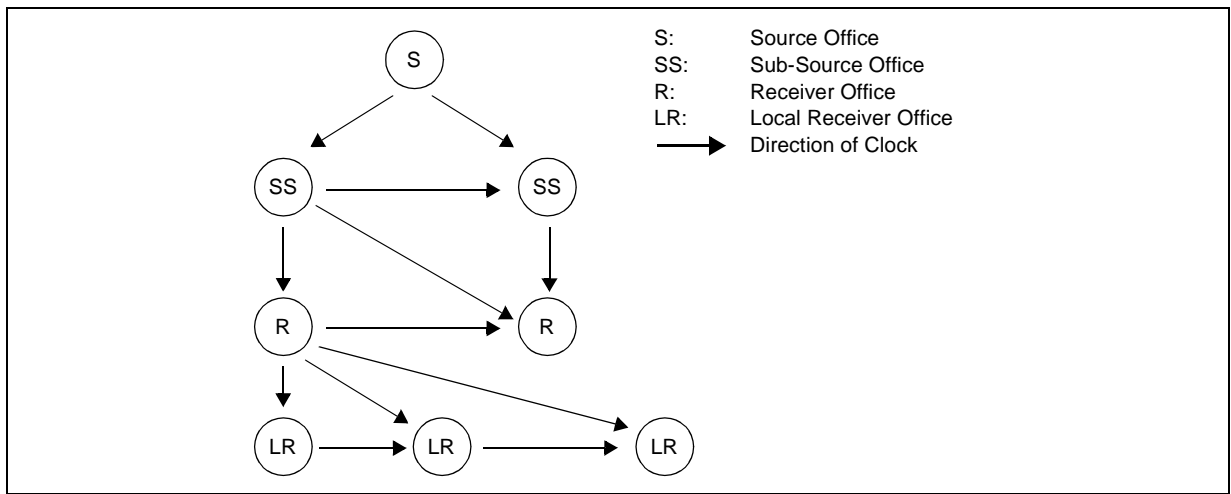 S
S: Source Office
SS: Sub-Source Office
R: Receiver Office
LR: Local Receiver Office
Direction of Clock
SS SS
R R
LR LR LR